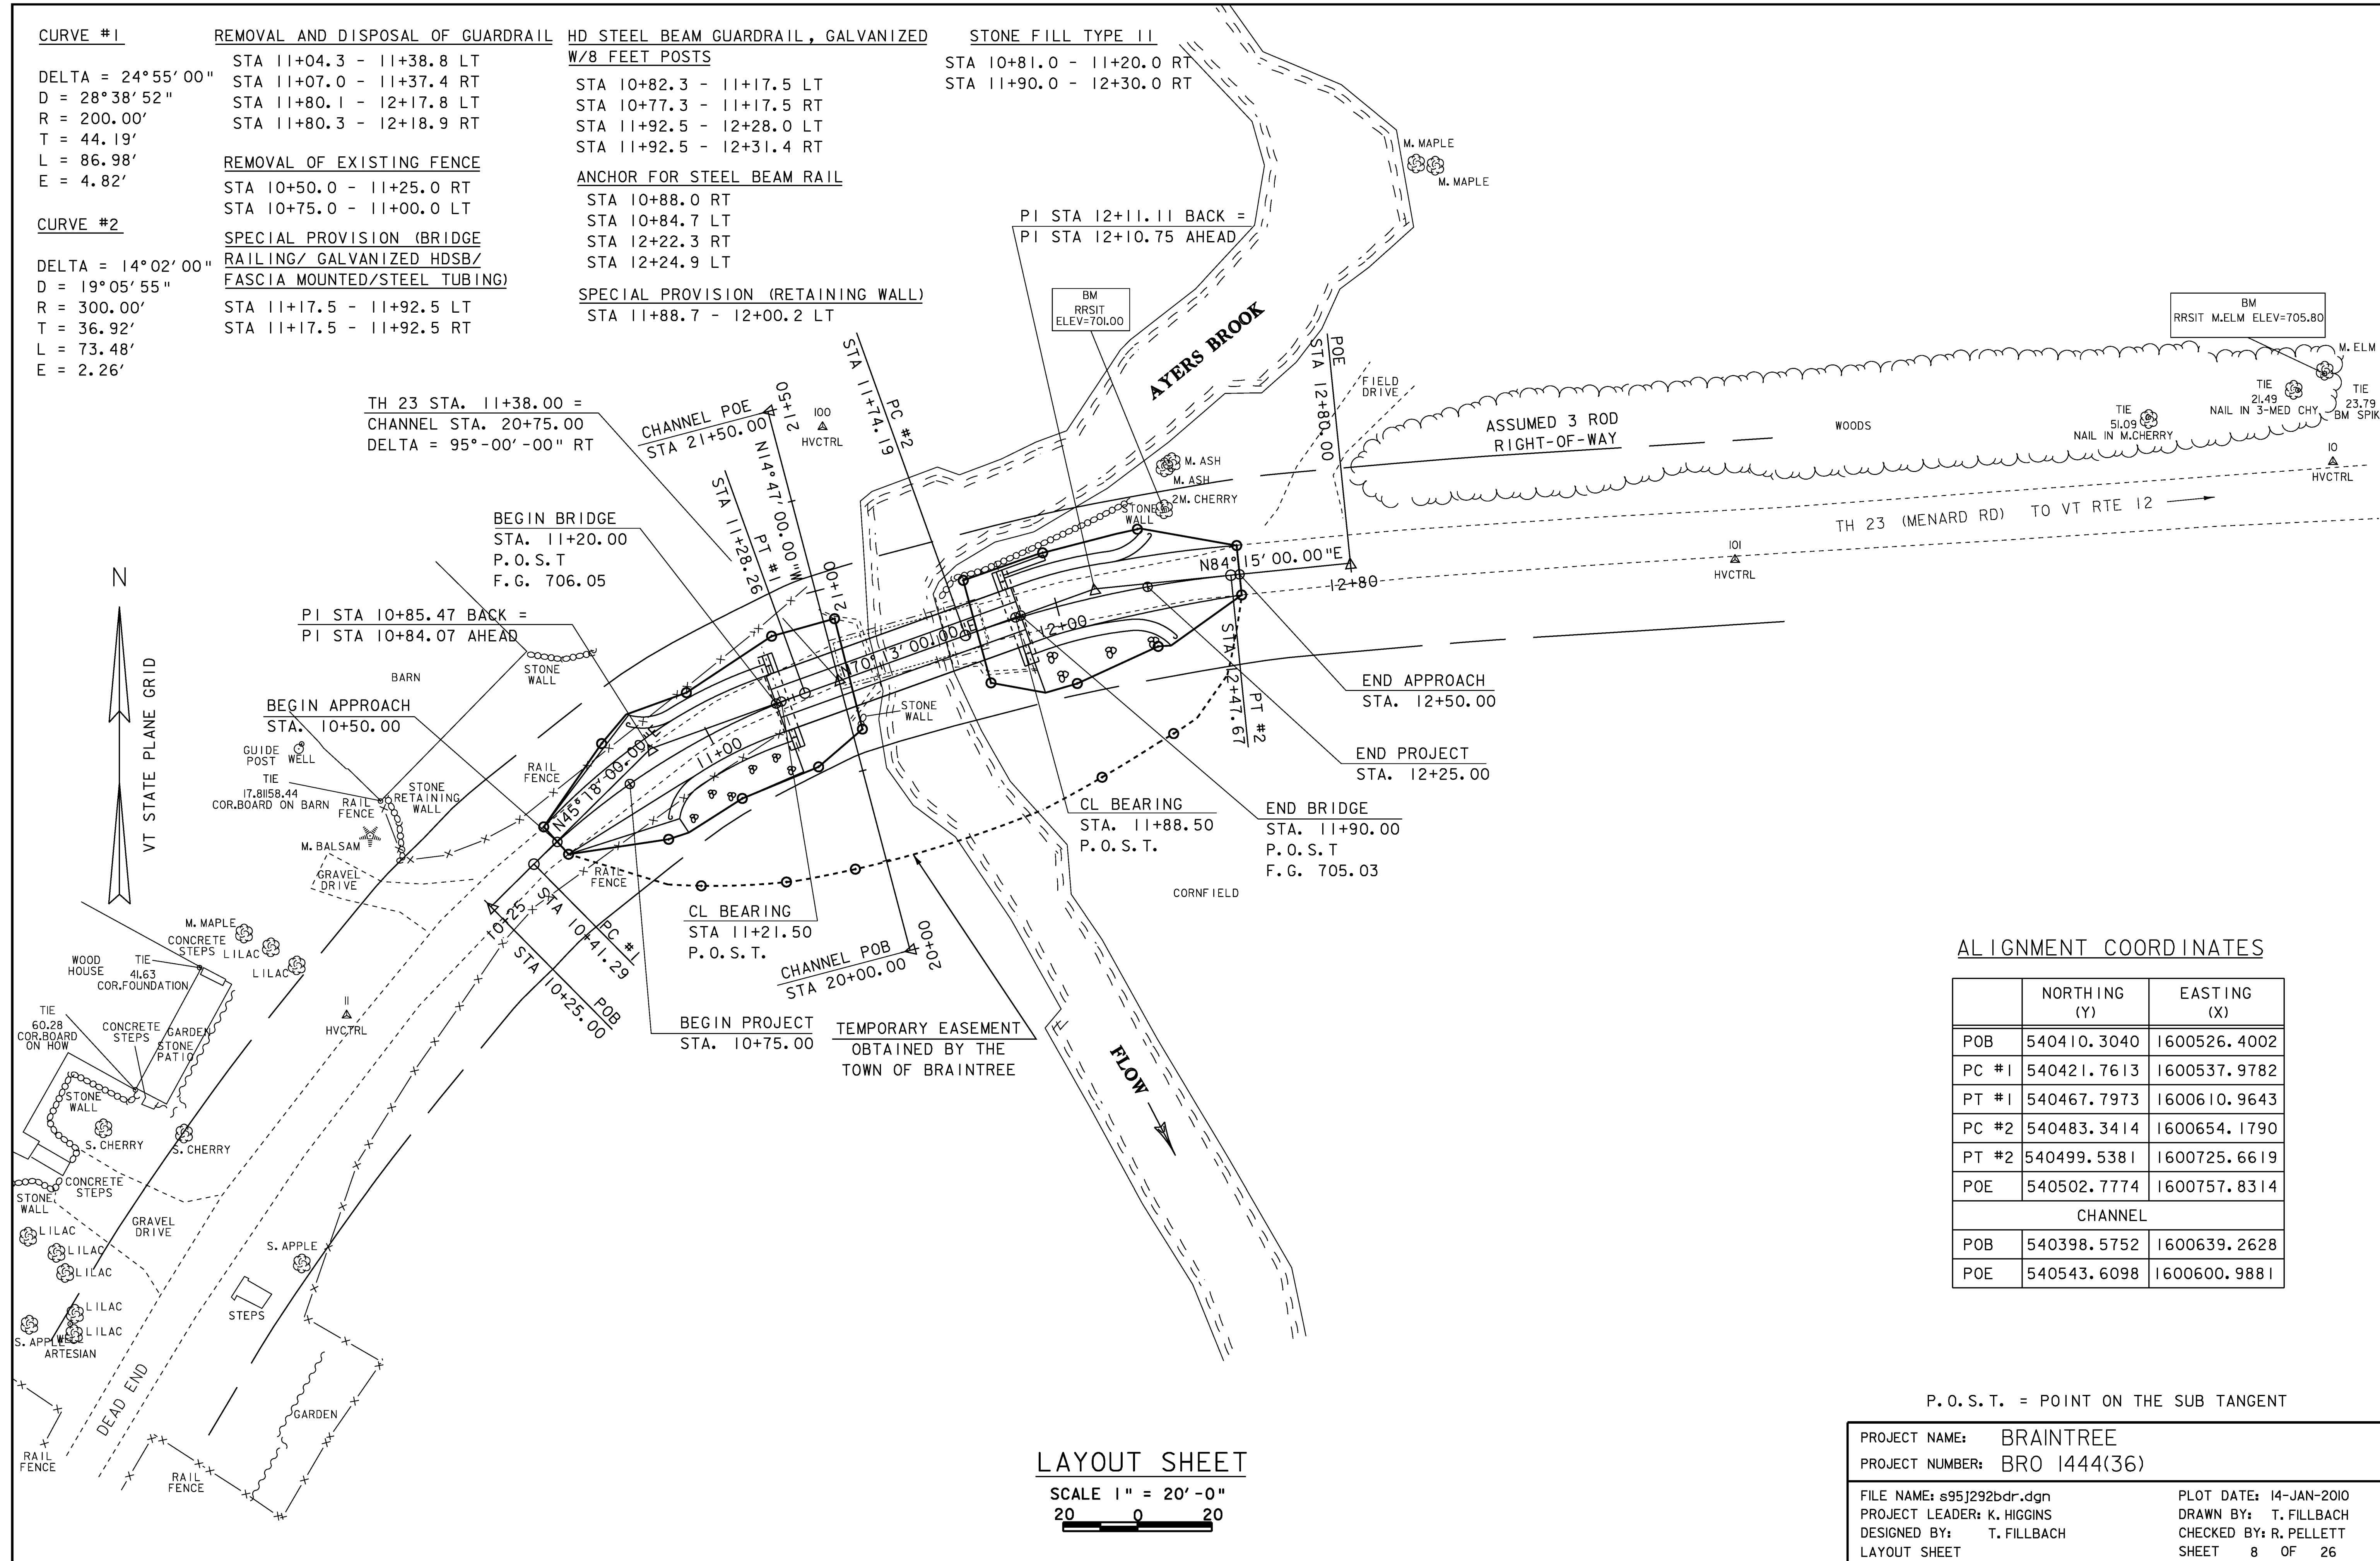 CURVE #1
DELTA = 24°55'00"
D = 28°38'52"
R = 200.00'
T = 44.19'
L = 86.98'
E = 4.82'
CURVE #2
DELTA = 14°02'00"
D = 19°05'55"
R = 300.00'
T = 36.92'
L = 73.48'
E = 2.26'
REMOVAL AND DISPOSAL OF GUARDRAIL
STA 11+04.3 - 11+38.8 LT
STA 11+07.0 - 11+37.4 RT
STA 11+80.1 - 12+17.8 LT
STA 11+80.3 - 12+18.9 RT
REMOVAL OF EXISTING FENCE
STA 10+50.0 - 11+25.0 RT
STA 10+75.0 - 11+00.0 LT
SPECIAL PROVISION (BRIDGE
RAILING/ GALVANIZED HDSB/
FASCIA MOUNTED/STEEL TUBING)
STA 11+17.5 - 11+92.5 LT
STA 11+17.5 - 11+92.5 RT
HD STEEL BEAM GUARDRAIL, GALVANIZED
W/8 FEET POSTS
STA 10+82.3 - 11+17.5 LT
STA 10+77.3 - 11+17.5 RT
STA 11+92.5 - 12+28.0 LT
STA 11+92.5 - 12+31.4 RT
ANCHOR FOR STEEL BEAM RAIL
STA 10+88.0 RT
STA 10+84.7 LT
STA 12+22.3 RT
STA 12+24.9 LT
SPECIAL PROVISION (RETAINING WALL)
STA 11+88.7 - 12+00.2 LT
STONE FILL TYPE II
STA 10+81.0 - 11+20.0 RT
STA 11+90.0 - 12+30.0 RT
M. MAPLE
M. MAPLE
PI STA 12+11.11 BACK =
PI STA 12+10.75 AHEAD
BM
RRSIT
ELEV=701.00
AYERS BROOK
BM
RRSIT M.ELM ELEV=705.80
M. ELM
TIE
23.79
BM SPIK
TIE
21.49
NAIL IN 3-MED CHY
TIE
51.09
NAIL IN M.CHERRY
10
HVCTRL
WOODS
ASSUMED 3 ROD
RIGHT-OF-WAY
FIELD
DRIVE
POE
STA 12+80.00
TH 23 (MENARD RD) TO VT RTE 12
101
HVCTRL
TH 23 STA. 11+38.00 =
CHANNEL STA. 20+75.00
DELTA = 95°-00'-00" RT
CHANNEL POE
STA 21+50.00
21+50
100
HVCTRL
N14°47'00.00"W
PC #2
STA 11+74.19
PT #1
STA 11+28.26
21+00
M. ASH
M. ASH
2M. CHERRY
STONE
WALL
BEGIN BRIDGE
STA. 11+20.00
P.O.S.T
F.G. 706.05
PI STA 10+85.47 BACK =
PI STA 10+84.07 AHEAD
STONE
WALL
BARN
BEGIN APPROACH
STA. 10+50.00
GUIDE
POST
WELL
TIE
17.81158.44
COR.BOARD ON BARN
RAIL
FENCE
STONE
RETAINING
WALL
RAIL
FENCE
M. BALSAM
GRAVEL
DRIVE
N
VT STATE PLANE GRID
N45°18'00.00"E
11+00
N70°13'00.00"E
12+00
N84°15'00.00"E
12+80
STONE
WALL
PT #2
STA 12+47.67
END APPROACH
STA. 12+50.00
END PROJECT
STA. 12+25.00
END BRIDGE
STA. 11+90.00
P.O.S.T
F.G. 705.03
CL BEARING
STA. 11+88.50
P.O.S.T.
CORNFIELD
RAIL
FENCE
CL BEARING
STA 11+21.50
P.O.S.T.
CHANNEL POB
STA 20+00.00
20+00
10+25
PC #1
STA 10+41.29
POB
STA 10+25.00
BEGIN PROJECT
STA. 10+75.00
TEMPORARY EASEMENT
OBTAINED BY THE
TOWN OF BRAINTREE
FLOW
M. MAPLE
CONCRETE
STEPS
LILAC
LILAC
WOOD
HOUSE
TIE
41.63
COR.FOUNDATION
11
HVCTRL
TIE
60.28
COR.BOARD
ON HOW
CONCRETE
STEPS
GARDEN
STONE
PATIO
STONE
WALL
S. CHERRY
S. CHERRY
CONCRETE
STEPS
STONE
WALL
GRAVEL
DRIVE
LILAC
LILAC
LILAC
S. APPLE
STEPS
LILAC
LILAC
S. APPLE
WELL
ARTESIAN
DEAD END
GARDEN
RAIL
FENCE
RAIL
FENCE
LAYOUT SHEET
SCALE 1" = 20'-0"
20 0 20
ALIGNMENT COORDINATES
NORTHING (Y) EASTING (X)
POB 540410.3040 1600526.4002
PC #1 540421.7613 1600537.9782
PT #1 540467.7973 1600610.9643
PC #2 540483.3414 1600654.1790
PT #2 540499.5381 1600725.6619
POE 540502.7774 1600757.8314
CHANNEL
POB 540398.5752 1600639.2628
POE 540543.6098 1600600.9881
P.O.S.T. = POINT ON THE SUB TANGENT
PROJECT NAME: BRAINTREE
PROJECT NUMBER: BRO 1444(36)
FILE NAME: s95j292bdr.dgn PLOT DATE: 14-JAN-2010
PROJECT LEADER: K. HIGGINS DRAWN BY: T. FILLBACH
DESIGNED BY: T. FILLBACH CHECKED BY: R. PELLETT
LAYOUT SHEET SHEET 8 OF 26